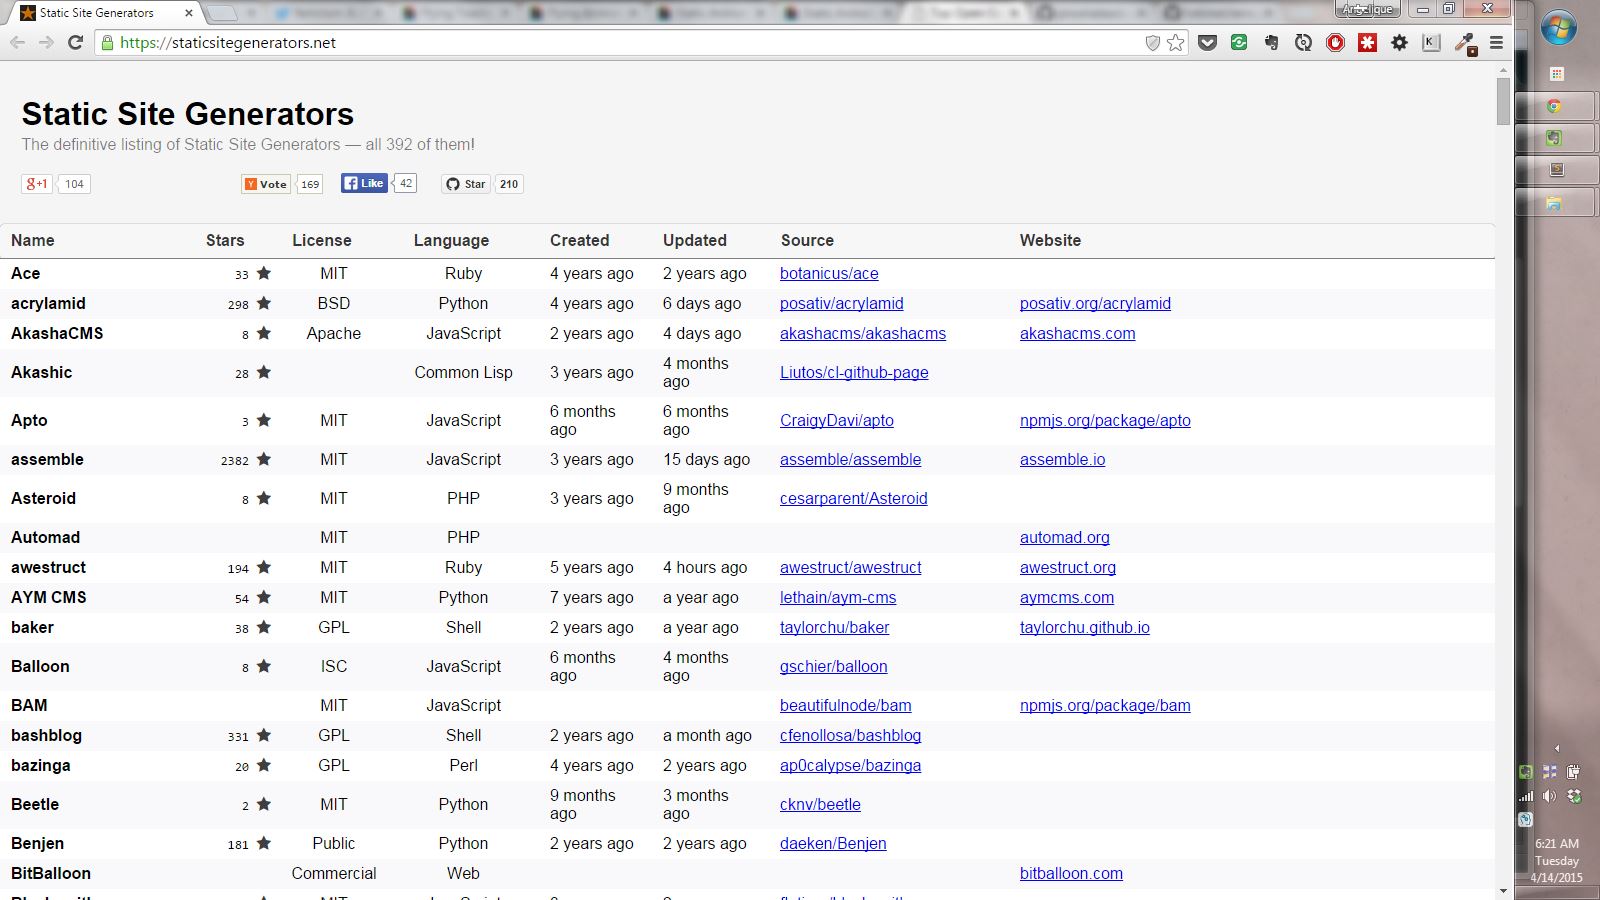 Static Site Generators
Angelique
https://staticsitegenerators.net
Static Site Generators
The definitive listing of Static Site Generators — all 392 of them!
g+1 104 Y Vote 169 f Like 42 Star 210
Name Stars License Language Created Updated Source Website
Ace 33 MIT Ruby 4 years ago 2 years ago botanicus/ace
acrylamid 298 BSD Python 4 years ago 6 days ago posativ/acrylamid posativ.org/acrylamid
AkashaCMS 8 Apache JavaScript 2 years ago 4 days ago akashacms/akashacms akashacms.com
Akashic 28 Common Lisp 3 years ago 4 months ago Liutos/cl-github-page
Apto 3 MIT JavaScript 6 months ago 6 months ago CraigyDavi/apto npmjs.org/package/apto
assemble 2382 MIT JavaScript 3 years ago 15 days ago assemble/assemble assemble.io
Asteroid 8 MIT PHP 3 years ago 9 months ago cesarparent/Asteroid
Automad MIT PHP automad.org
awestruct 194 MIT Ruby 5 years ago 4 hours ago awestruct/awestruct awestruct.org
AYM CMS 54 MIT Python 7 years ago a year ago lethain/aym-cms aymcms.com
baker 38 GPL Shell 2 years ago a year ago taylorchu/baker taylorchu.github.io
Balloon 8 ISC JavaScript 6 months ago 4 months ago gschier/balloon
BAM MIT JavaScript beautifulnode/bam npmjs.org/package/bam
bashblog 331 GPL Shell 2 years ago a month ago cfenollosa/bashblog
bazinga 20 GPL Perl 4 years ago 2 years ago ap0calypse/bazinga
Beetle 2 MIT Python 9 months ago 3 months ago cknv/beetle
Benjen 181 Public Python 2 years ago 2 years ago daeken/Benjen
BitBalloon Commercial Web bitballoon.com
6:21 AM
Tuesday
4/14/2015